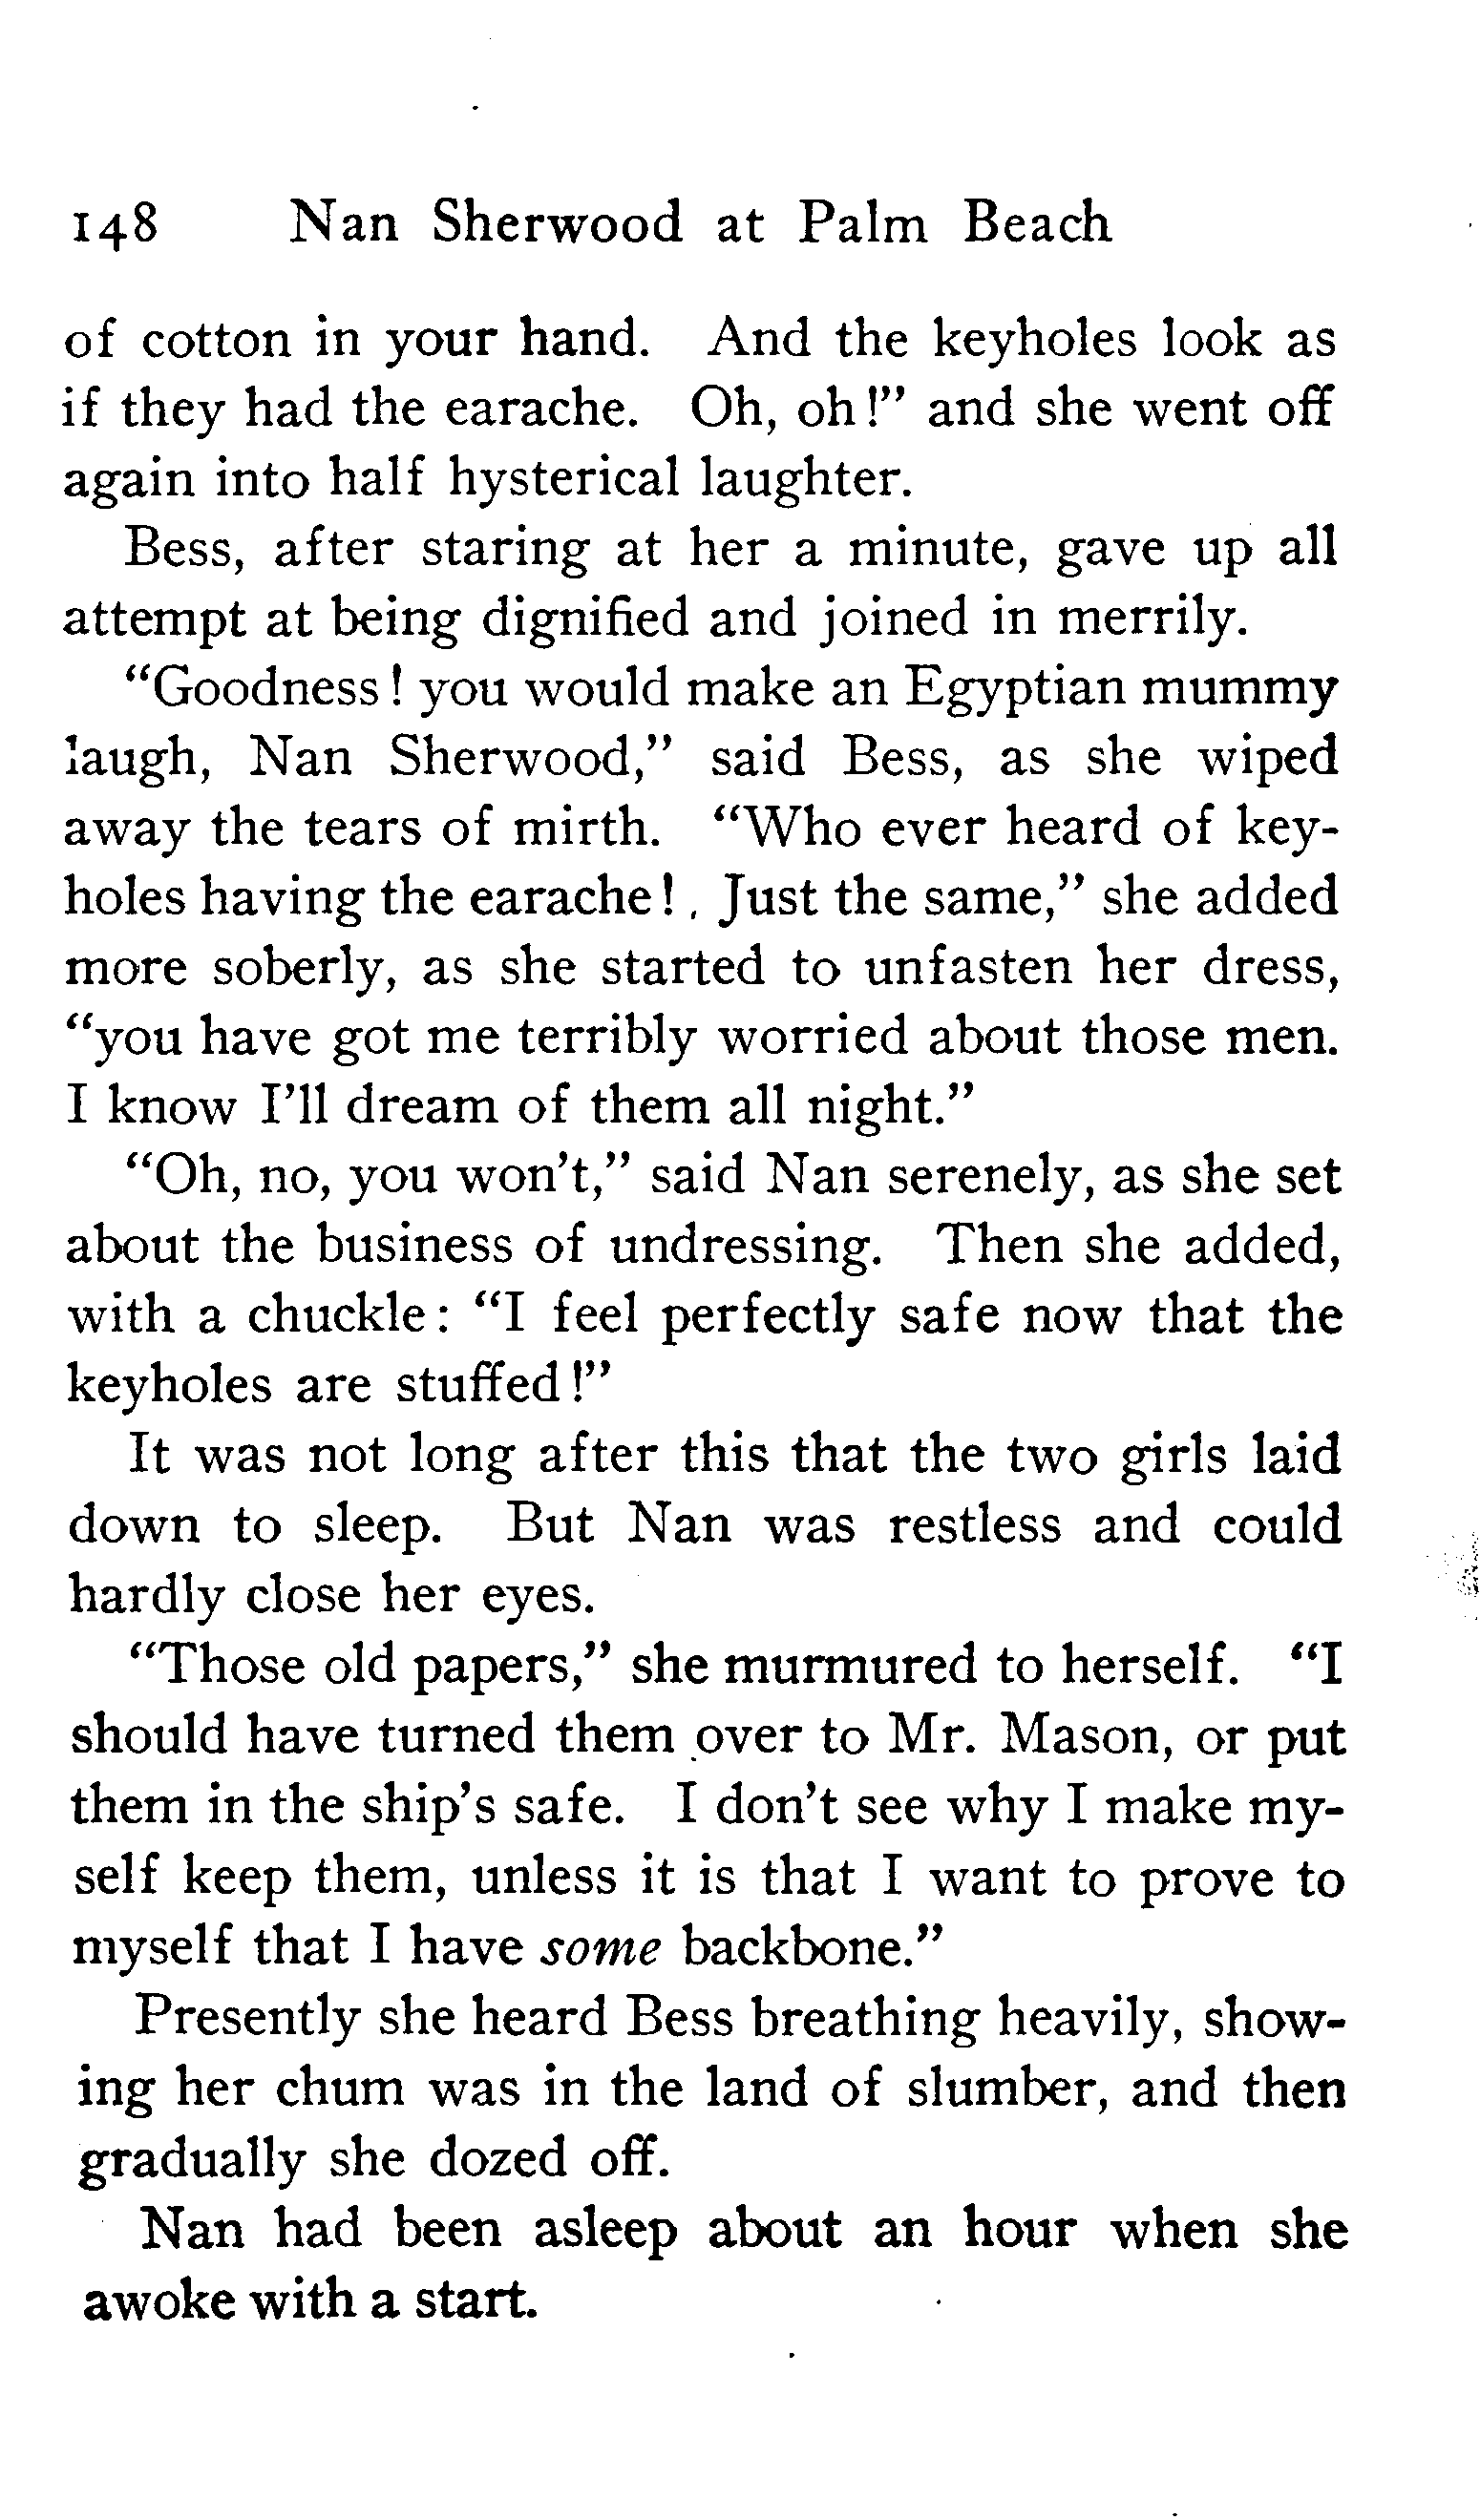 148 Nan Sherwood at Palm Beach
of cotton in your hand. And the keyholes look as
if they had the earache. Oh, oh!" and she went off
again into half hysterical laughter.
Bess, after staring at her a minute, gave up all
attempt at being dignified and joined in merrily.
"Goodness! you would make an Egyptian mummy
laugh, Nan Sherwood," said Bess, as she wiped
away the tears of mirth. "Who ever heard of key-
holes having the earache! Just the same," she added
more soberly, as she started to unfasten her dress,
"you have got me terribly worried about those men.
I know I'll dream of them all night."
"Oh, no, you won't," said Nan serenely, as she set
about the business of undressing. Then she added,
with a chuckle: "I feel perfectly safe now that the
keyholes are stuffed!"
It was not long after this that the two girls laid
down to sleep. But Nan was restless and could
hardly close her eyes.
"Those old papers," she murmured to herself. "I
should have turned them over to Mr. Mason, or put
them in the ship's safe. I don't see why I make my-
self keep them, unless it is that I want to prove to
myself that I have some backbone."
Presently she heard Bess breathing heavily, show-
ing her chum was in the land of slumber, and then
gradually she dozed off.
Nan had been asleep about an hour when she
awoke with a start.